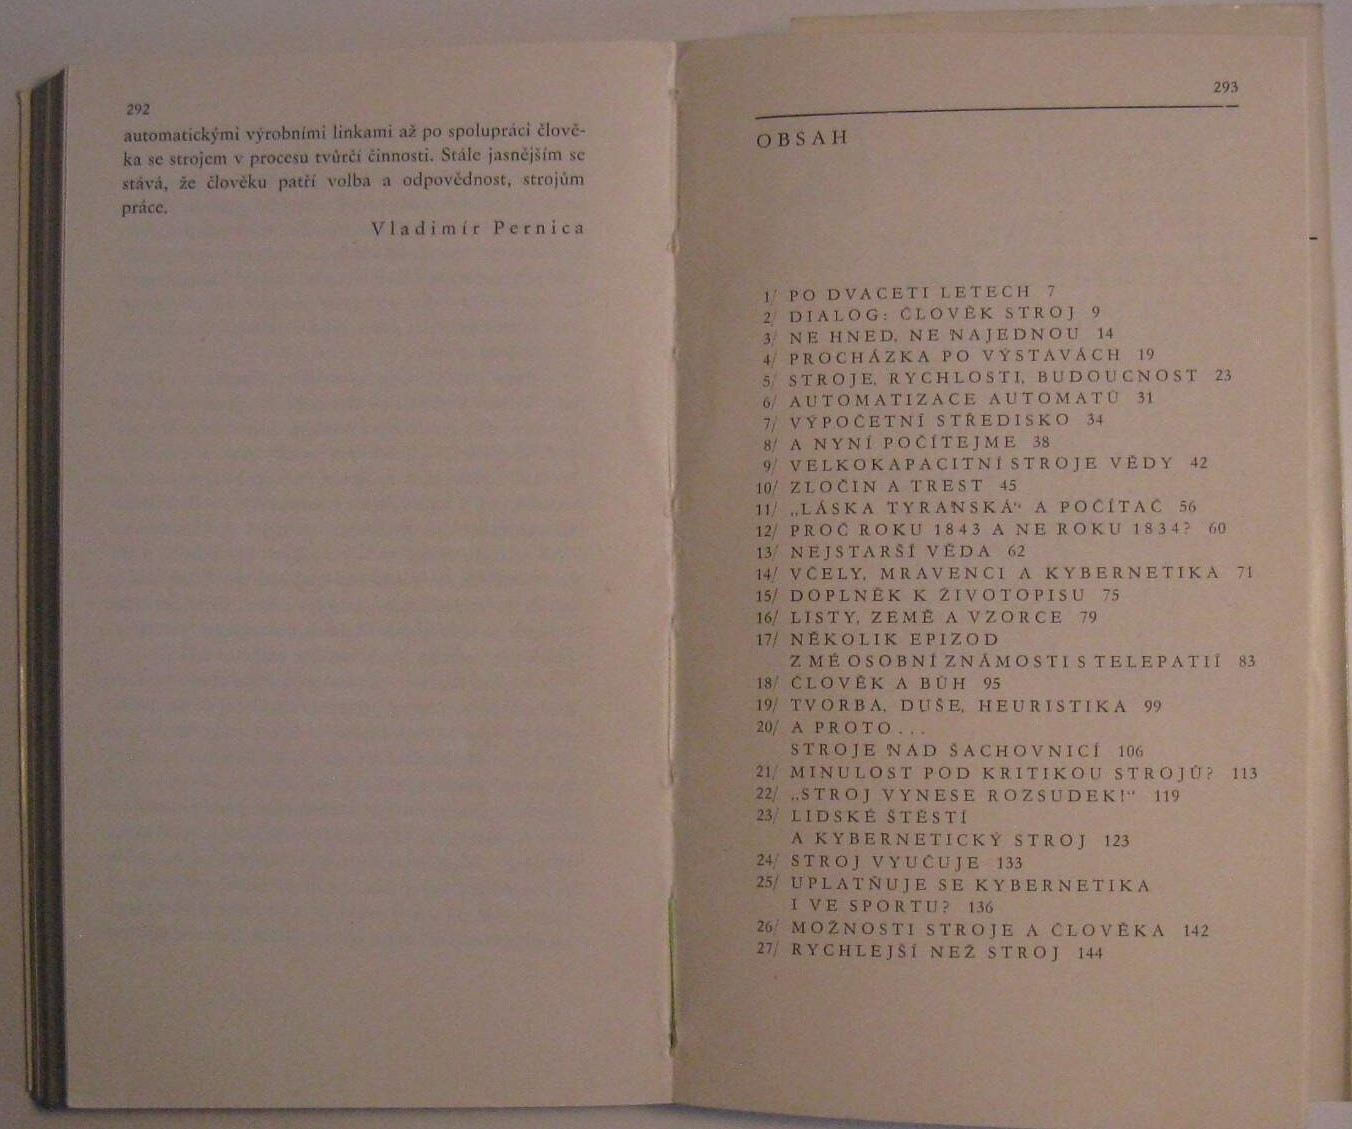 292
automatickými výrobními linkami až po spolupráci člově-
ka se strojem v procesu tvůrčí činnosti. Stále jasnějším se
stává, že člověku patří volba a odpovědnost, strojům
práce.
Vladimír Pernica
293
OBSAH
1/ PO DVACETI LETECH 7
2/ DIALOG: ČLOVĚK STROJ 9
3/ NE HNED, NE NAJEDNOU 14
4/ PROCHÁZKA PO VÝSTAVÁCH 19
5/ STROJE, RYCHLOSTI, BUDOUCNOST 23
6/ AUTOMATIZACE AUTOMATŮ 31
7/ VÝPOČETNÍ STŘEDISKO 34
8/ A NYNÍ POČÍTEJME 38
9/ VELKOKAPACITNÍ STROJE VĚDY 42
10/ ZLOČIN A TREST 45
11/ „LÁSKA TYRANSKÁ“ A POČÍTAČ 56
12/ PROČ ROKU 1843 A NE ROKU 1834? 60
13/ NEJSTARŠÍ VĚDA 62
14/ VČELY, MRAVENCI A KYBERNETIKA 71
15/ DOPLNĚK K ŽIVOTOPISU 75
16/ LISTY, ZEMĚ A VZORCE 79
17/ NĚKOLIK EPIZOD
Z MÉ OSOBNÍ ZNÁMOSTI S TELEPATIÍ 83
18/ ČLOVĚK A BŮH 95
19/ TVORBA, DUŠE, HEURISTIKA 99
20/ A PROTO...
STROJE NAD ŠACHOVNICÍ 106
21/ MINULOST POD KRITIKOU STROJŮ? 113
22/ „STROJ VYNESE ROZSUDEK!“ 119
23/ LIDSKÉ ŠTĚSTÍ
A KYBERNETICKÝ STROJ 123
24/ STROJ VYUČUJE 133
25/ UPLATŇUJE SE KYBERNETIKA
I VE SPORTU? 136
26/ MOŽNOSTI STROJE A ČLOVĚKA 142
27/ RYCHLEJŠÍ NEŽ STROJ 144